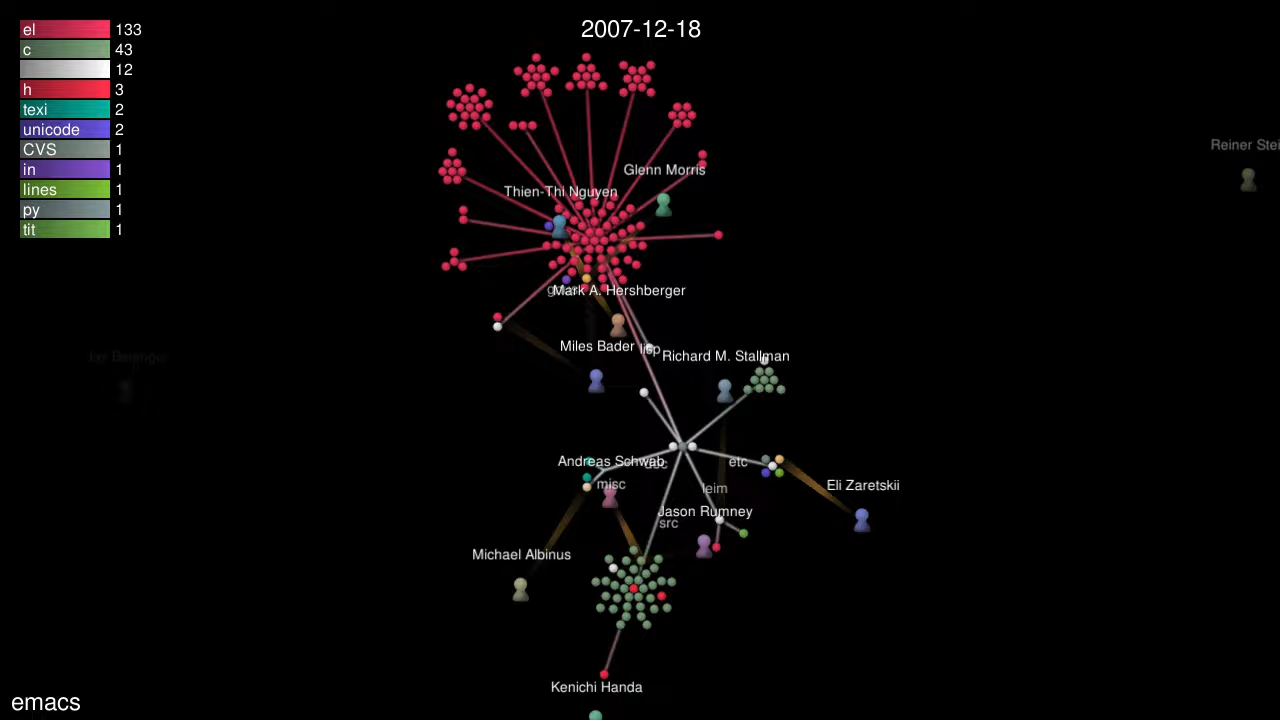 2007-12-18
el 133
c 43
12
h 3
texi 2
unicode 2
CVS 1
in 1
lines 1
py 1
tit 1
Reiner Stei
Glenn Morris
Thien-Thi Nguyen
Mark A. Hershberger
Miles Bader
lisp
Richard M. Stallman
Andreas Schwab
etc
misc
leim
Eli Zaretskii
Jason Rumney
src
Michael Albinus
Kenichi Handa
emacs